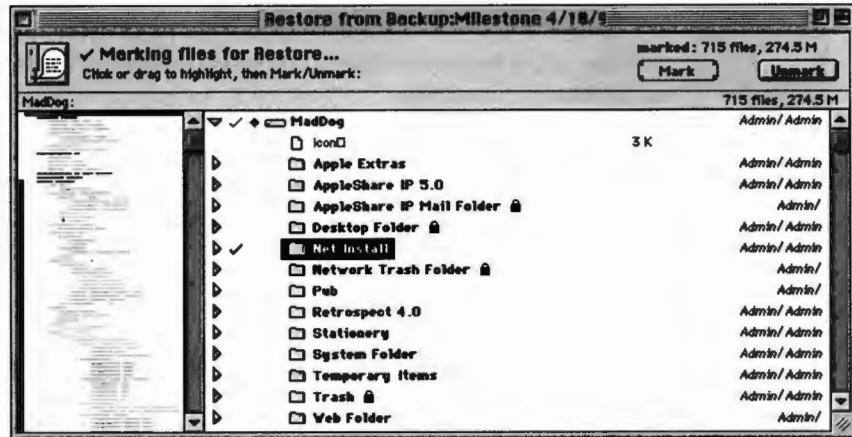 Restore from Backup:Milestone 4/18/9
✓ Marking files for Restore...
Click or drag to highlight, then Mark/Unmark:
marked: 715 files, 274.5 M
Mark
Unmark
MadDog:
715 files, 274.5 M
MadDog Admin/Admin
Icon 3 K
Apple Extras Admin/Admin
AppleShare IP 5.0 Admin/Admin
AppleShare IP Mail Folder Admin/
Desktop Folder Admin/Admin
Net Install Admin/Admin
Network Trash Folder Admin/
Pub Admin/
Retrospect 4.0 Admin/Admin
Stationery Admin/Admin
System Folder Admin/Admin
Temporary Items Admin/Admin
Trash Admin/Admin
Web Folder Admin/